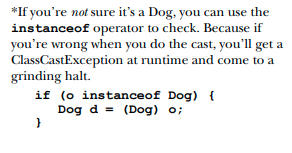 *If you're not sure it's a Dog, you can use the
instanceof operator to check. Because if
you're wrong when you do the cast, you'll get a
ClassCastException at runtime and come to a
grinding halt.
if (o instanceof Dog) {
Dog d = (Dog) o;
}